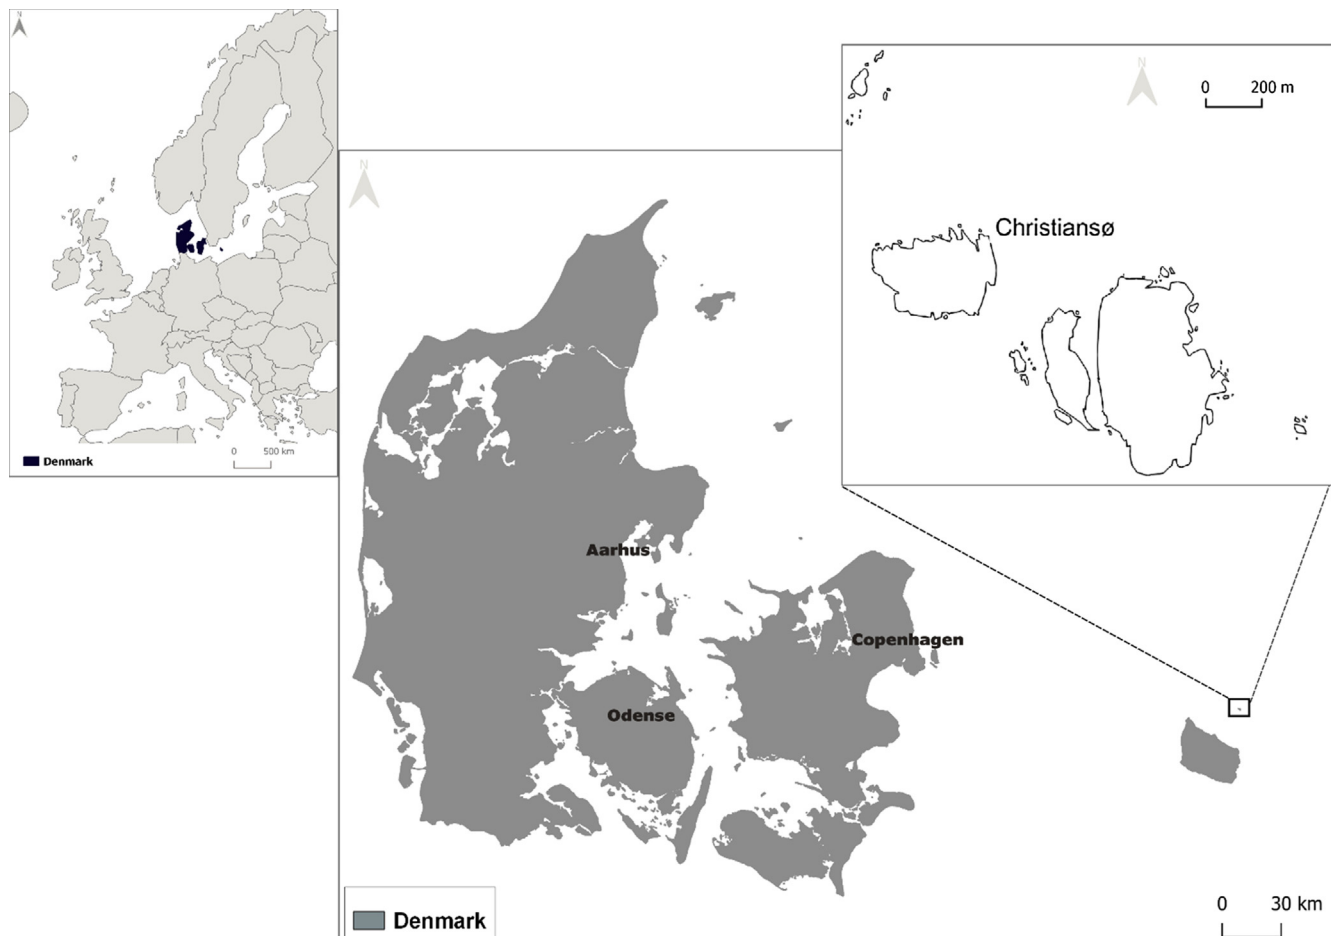 N
Denmark
0 500 km
N
Aarhus
Copenhagen
Odense
Denmark
0 30 km
N
0 200 m
Christiansø